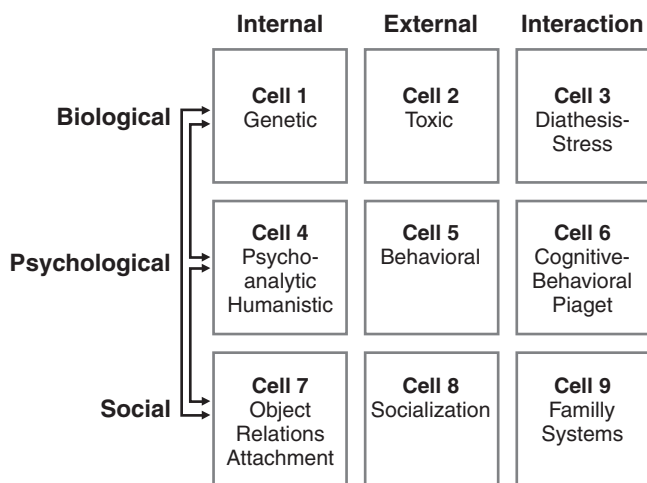 Internal External Interaction
Biological
Cell 1
Genetic
Cell 2
Toxic
Cell 3
Diathesis-
Stress
Psychological
Cell 4
Psycho-
analytic
Humanistic
Cell 5
Behavioral
Cell 6
Cognitive-
Behavioral
Piaget
Social
Cell 7
Object
Relations
Attachment
Cell 8
Socialization
Cell 9
Familly
Systems